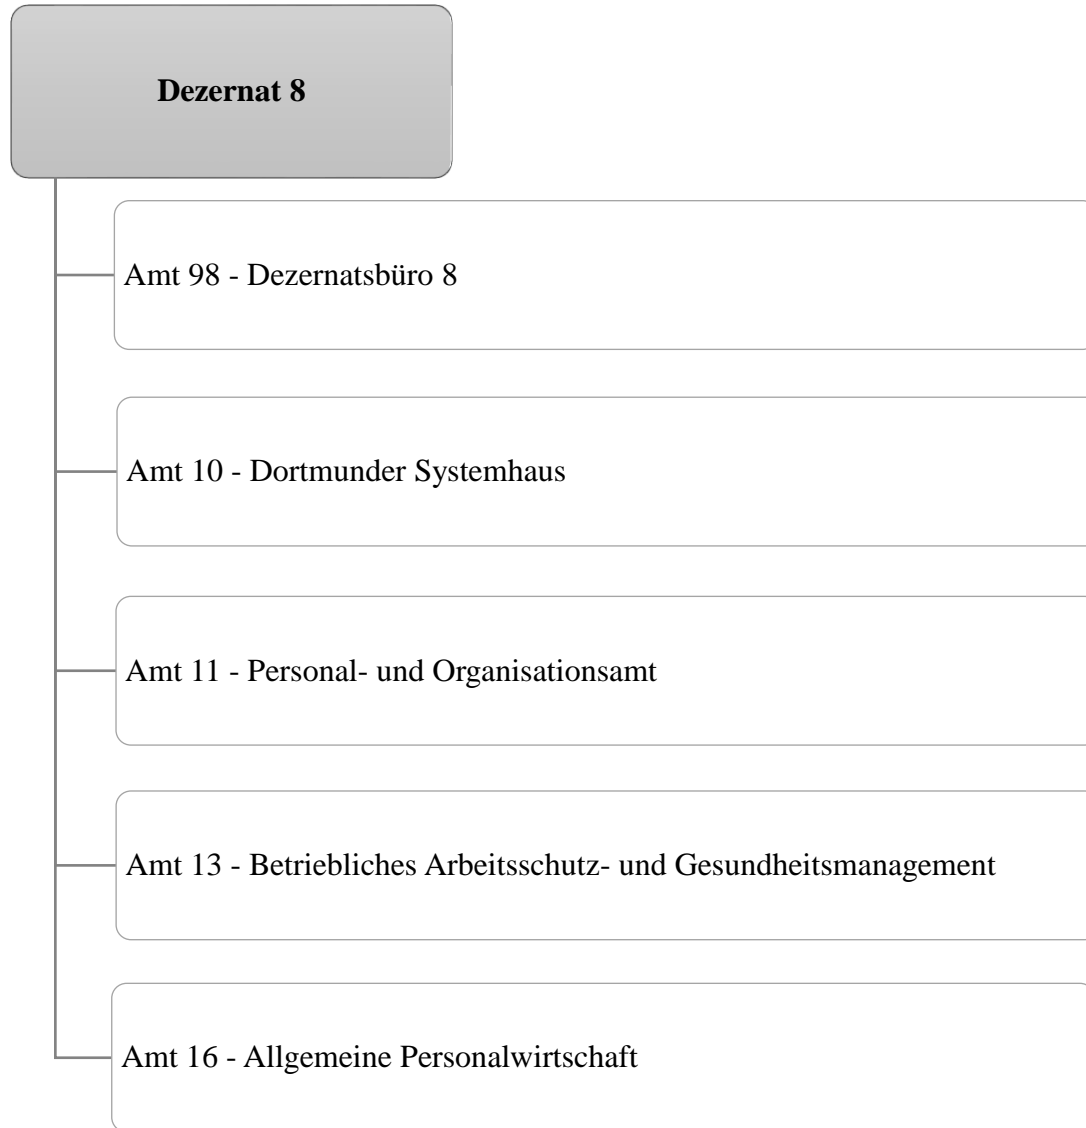 Dezernat 8
Amt 98 - Dezernatsbüro 8
Amt 10 - Dortmunder Systemhaus
Amt 11 - Personal- und Organisationsamt
Amt 13 - Betriebliches Arbeitsschutz- und Gesundheitsmanagement
Amt 16 - Allgemeine Personalwirtschaft